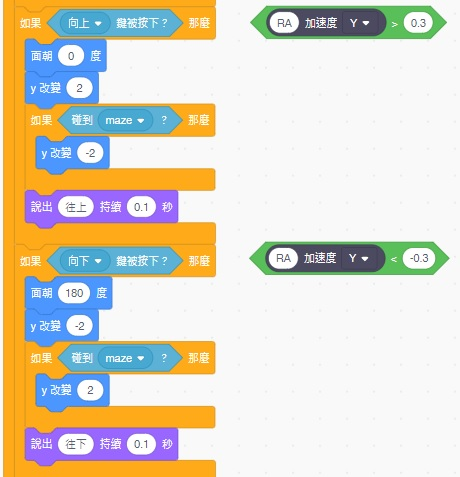 如果 向上 鍵被按下? 那麼 RA 加速度 Y > 0.3
面朝 0 度
y 改變 2
如果 碰到 maze ? 那麼
y 改變 -2
說出 往上 持續 0.1 秒
如果 向下 鍵被按下? 那麼 RA 加速度 Y < -0.3
面朝 180 度
y 改變 -2
如果 碰到 maze ? 那麼
y 改變 2
說出 往下 持續 0.1 秒